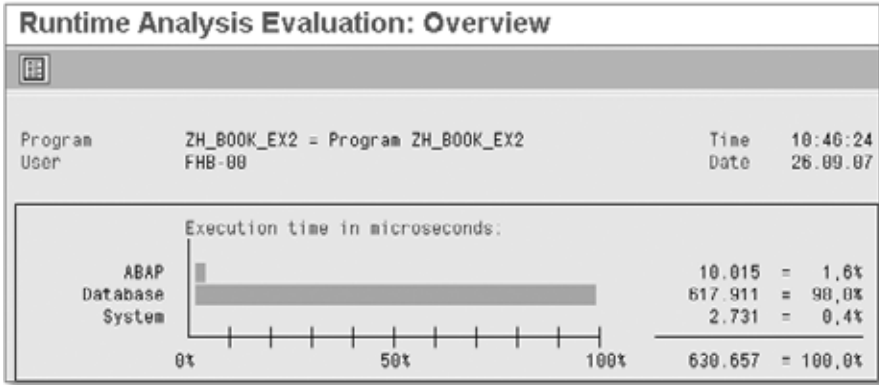 Runtime Analysis Evaluation: Overview
Program ZH_BOOK_EX2 = Program ZH_BOOK_EX2 Time 10:46:24
User FHB-00 Date 26.09.07
Execution time in microseconds:
ABAP 10.015 = 1,6%
Database 617.911 = 98,0%
System 2.731 = 0,4%
0% 50% 100% 630.657 = 100,0%